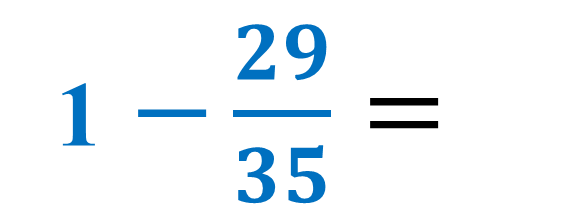 1 − 29/35 =